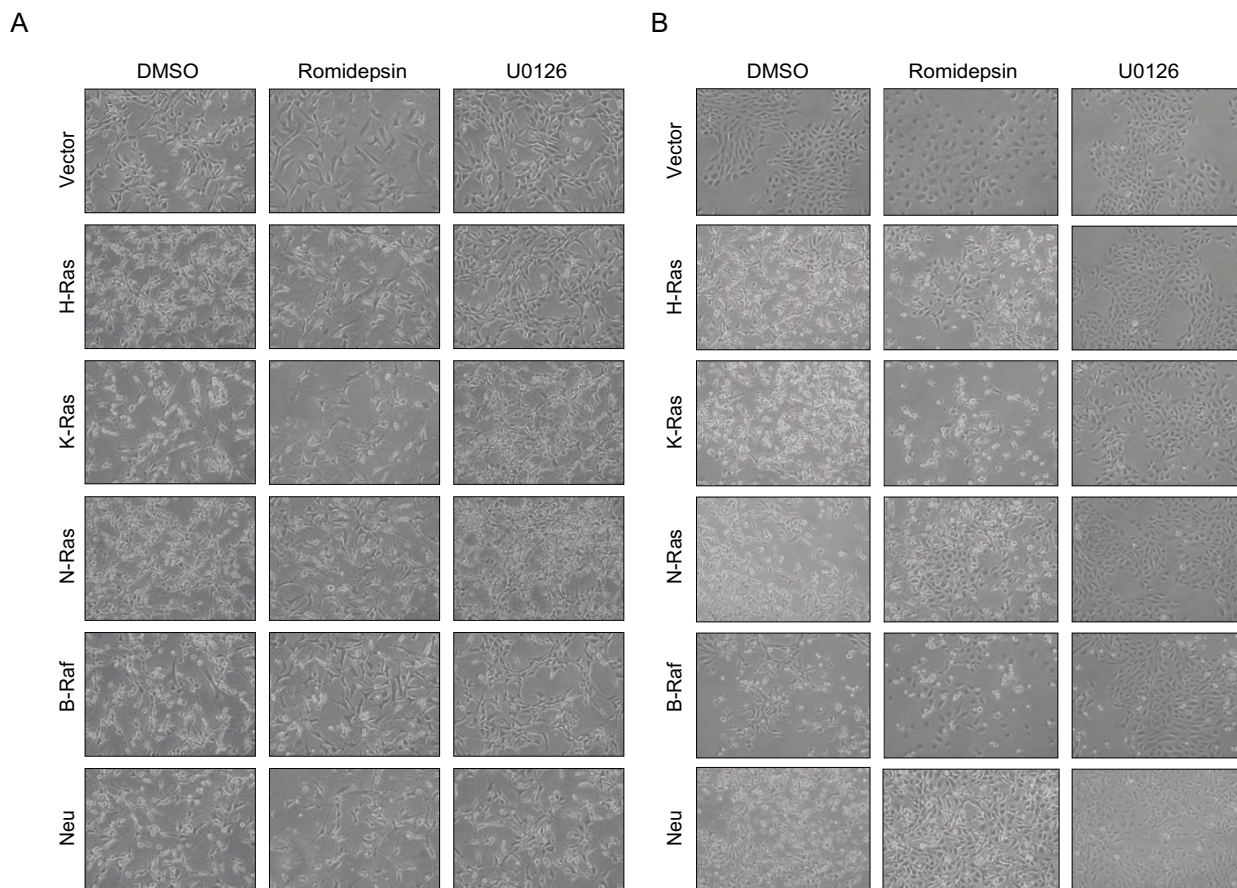 A
DMSO Romidepsin U0126
Vector
H-Ras
K-Ras
N-Ras
B-Raf
Neu
B
DMSO Romidepsin U0126
Vector
H-Ras
K-Ras
N-Ras
B-Raf
Neu